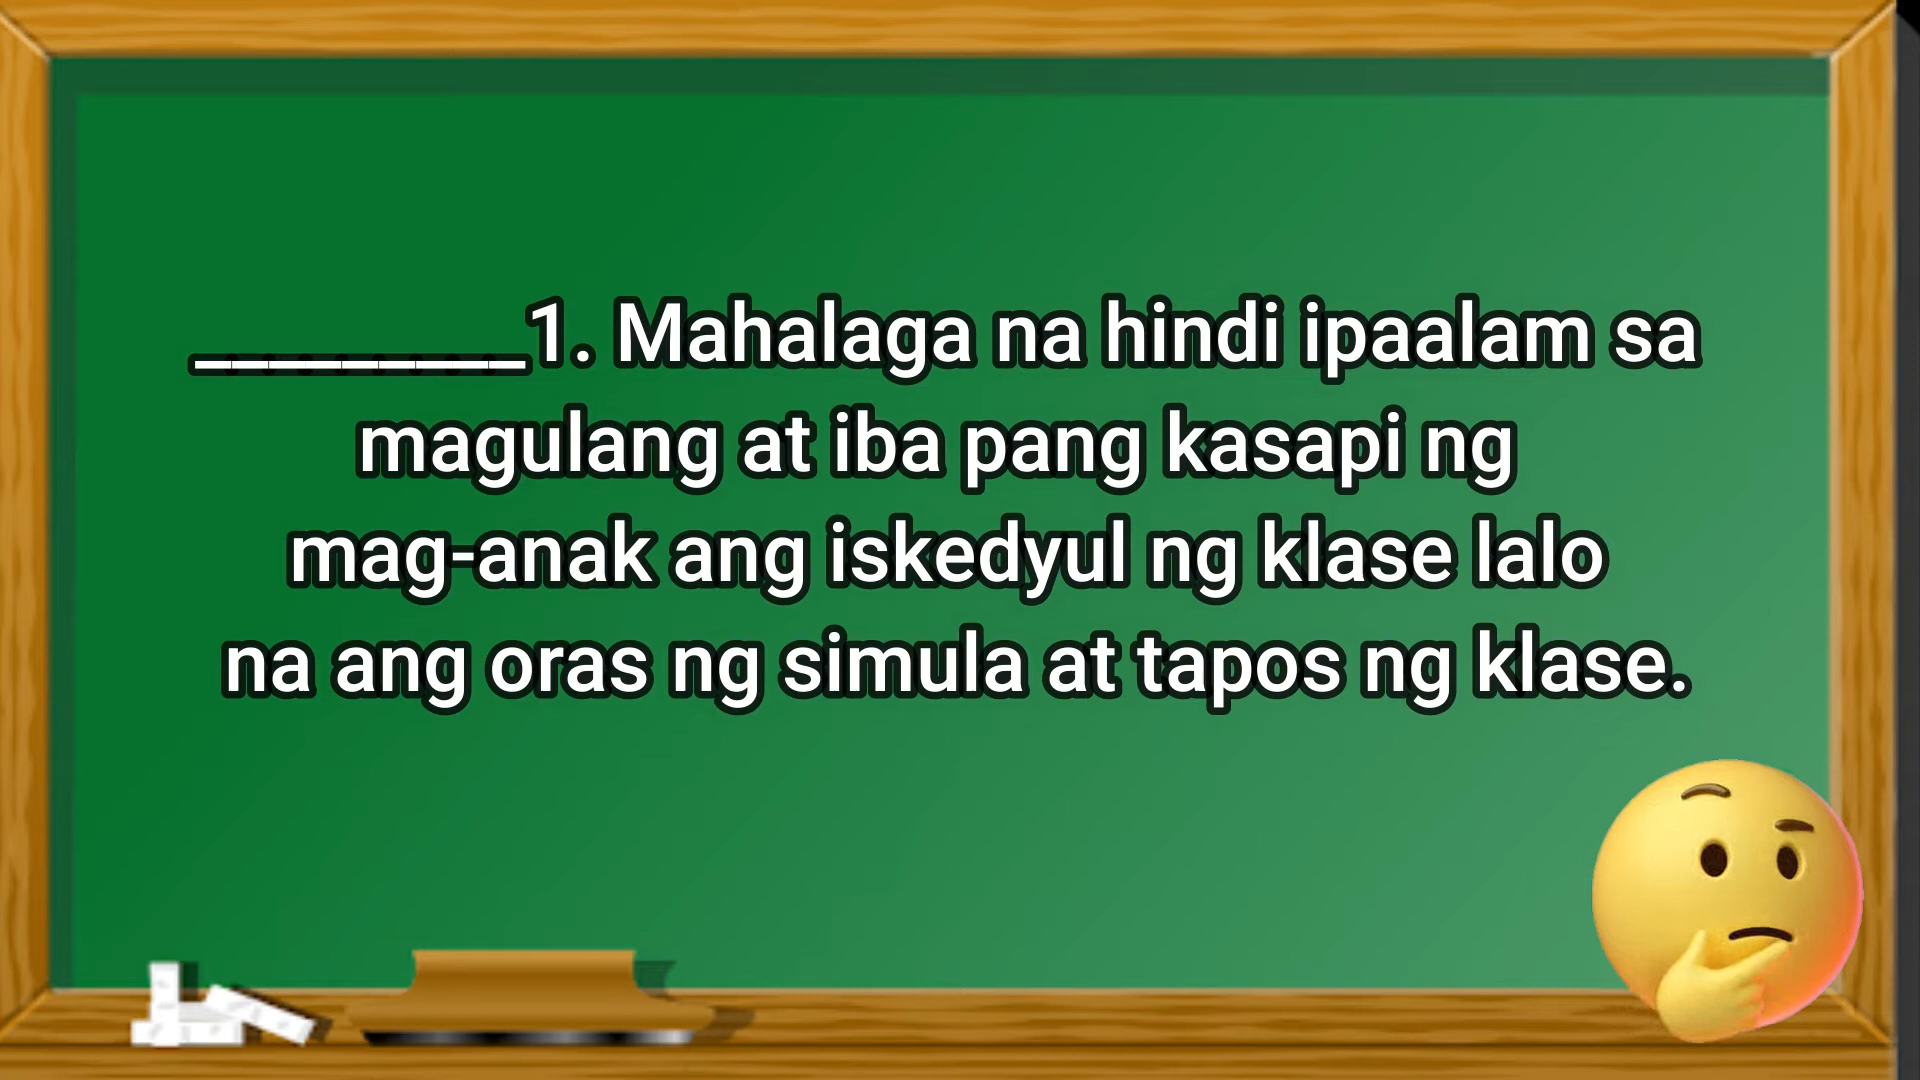 _________1. Mahalaga na hindi ipaalam sa
magulang at iba pang kasapi ng
mag-anak ang iskedyul ng klase lalo
na ang oras ng simula at tapos ng klase.